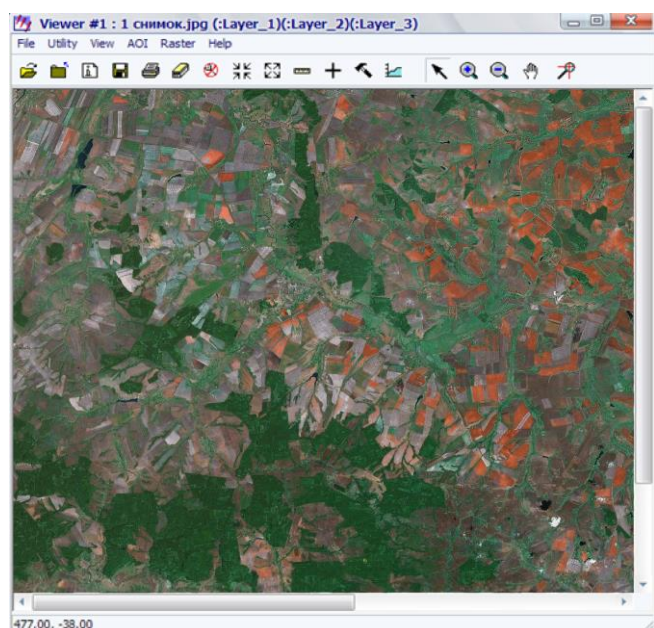 Viewer #1 : 1 снимок.jpg (:Layer_1)(:Layer_2)(:Layer_3)
File Utility View AOI Raster Help
477.00, -38.00